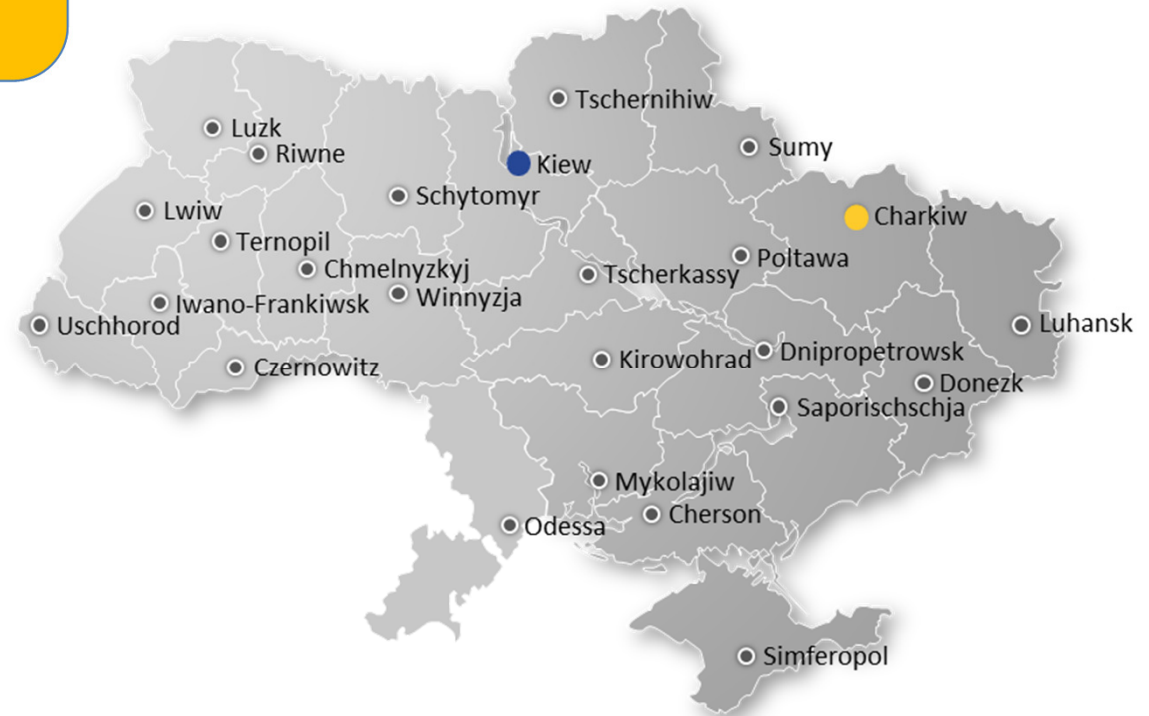 Tschernihiw
Luzk
Riwne
Sumy
Kiew
Schytomyr
Lwiw
Charkiw
Ternopil
Poltawa
Chmelnyzkyj
Tscherkassy
Winnyzja
Iwano-Frankiwsk
Uschhorod
Luhansk
Dnipropetrowsk
Kirowohrad
Czernowitz
Donezk
Saporischschja
Mykolajiw
Cherson
Odessa
Simferopol